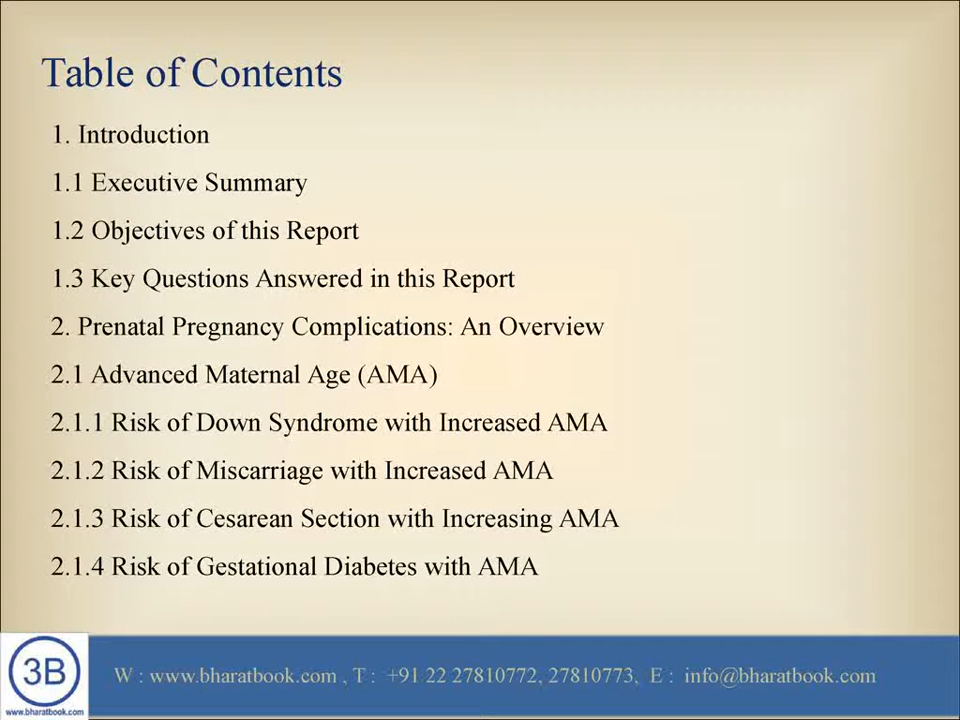 Table of Contents
1. Introduction
1.1 Executive Summary
1.2 Objectives of this Report
1.3 Key Questions Answered in this Report
2. Prenatal Pregnancy Complications: An Overview
2.1 Advanced Maternal Age (AMA)
2.1.1 Risk of Down Syndrome with Increased AMA
2.1.2 Risk of Miscarriage with Increased AMA
2.1.3 Risk of Cesarean Section with Increasing AMA
2.1.4 Risk of Gestational Diabetes with AMA
3B
www.bharatbook.com
W : www.bharatbook.com , T : +91 22 27810772, 27810773, E : info@bharatbook.com